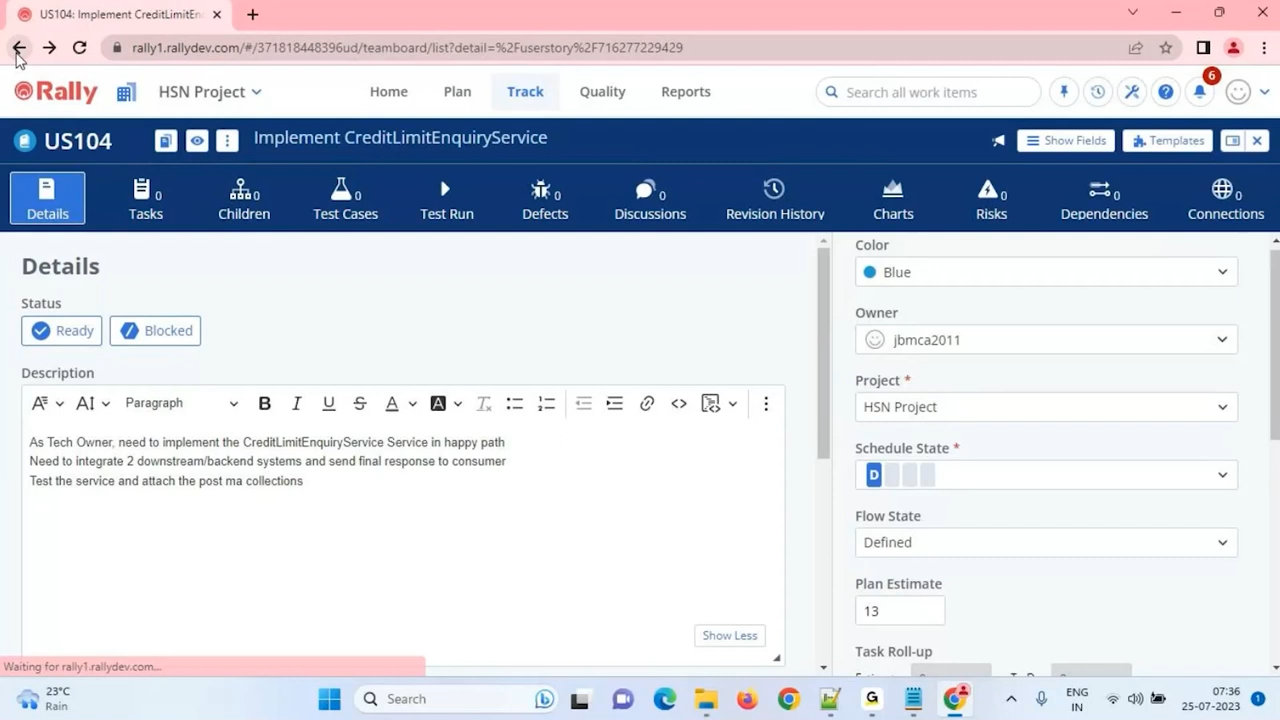 US104: Implement CreditLimitEn
rally1.rallydev.com/#/371818448396ud/teamboard/list?detail=%2Fuserstory%2F716277229429
Rally
HSN Project
Home
Plan
Track
Quality
Reports
Search all work items
6
US104
Implement CreditLimitEnquiryService
Show Fields
Templates
Details
0
Tasks
0
Children
0
Test Cases
Test Run
0
Defects
0
Discussions
Revision History
Charts
0
Risks
0
Dependencies
0
Connections
Details
Status
Ready
Blocked
Description
Paragraph
As Tech Owner, need to implement the CreditLimitEnquiryService Service in happy path
Need to integrate 2 downstream/backend systems and send final response to consumer
Test the service and attach the post ma collections
Show Less
Color
Blue
Owner
jbmca2011
Project *
HSN Project
Schedule State *
D
Flow State
Defined
Plan Estimate
13
Task Roll-up
Waiting for rally1.rallydev.com...
23°C
Rain
Search
ENG
IN
07:36
25-07-2023
1